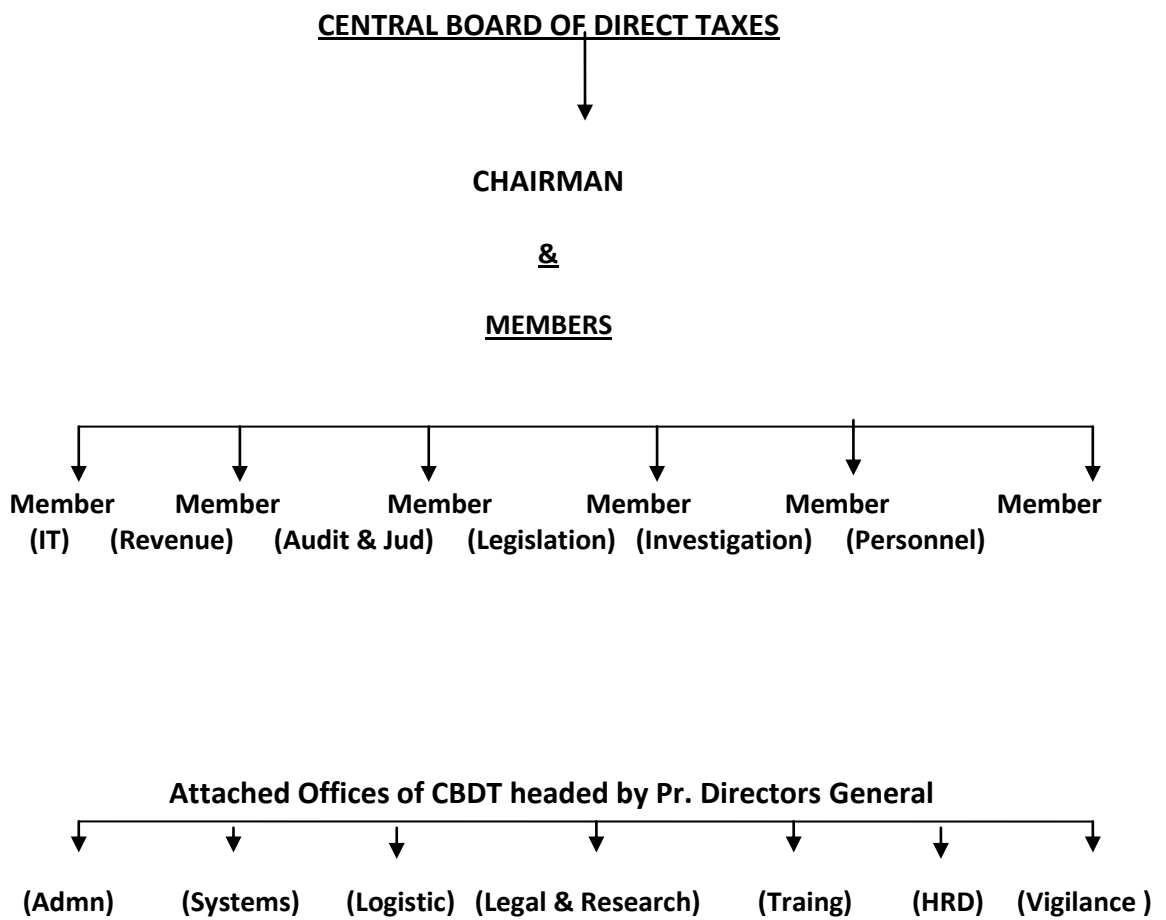 CENTRAL BOARD OF DIRECT TAXES
CHAIRMAN
&
MEMBERS
Member Member Member Member Member Member
(IT) (Revenue) (Audit & Jud) (Legislation) (Investigation) (Personnel)
Attached Offices of CBDT headed by Pr. Directors General
(Admn) (Systems) (Logistic) (Legal & Research) (Traing) (HRD) (Vigilance )